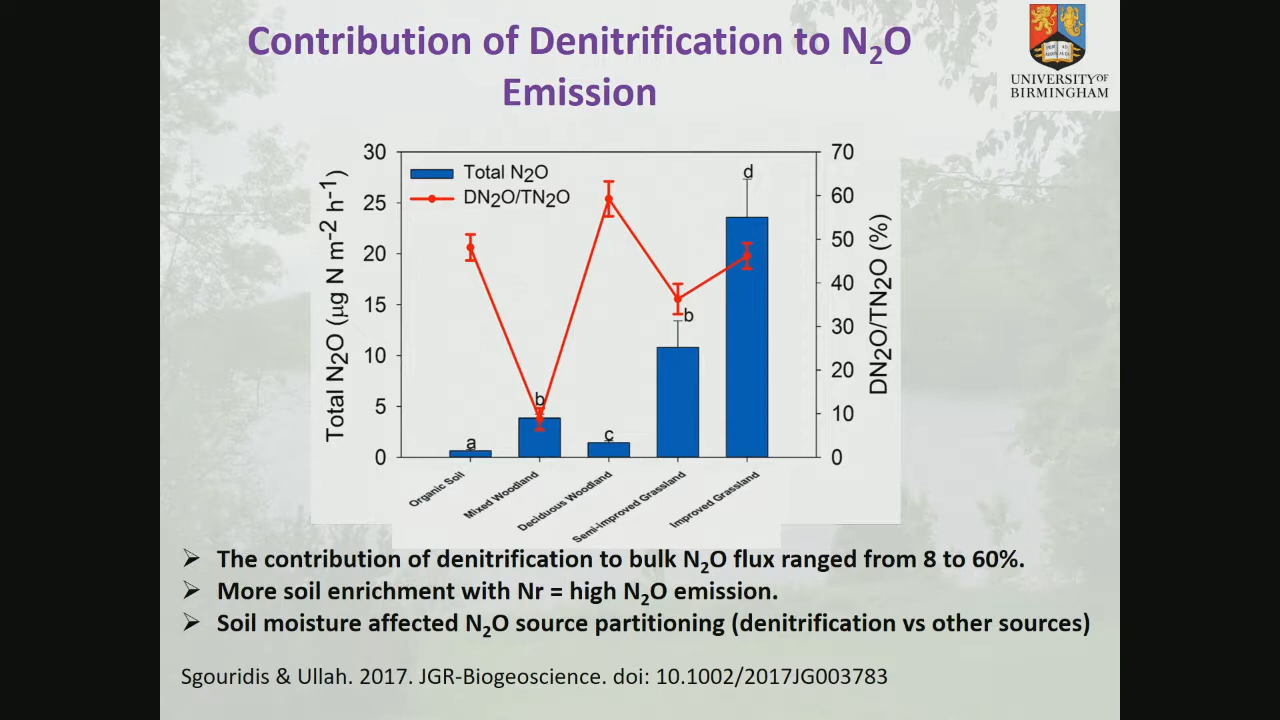 Contribution of Denitrification to N₂O
Emission
UNIVERSITY OF
BIRMINGHAM
Total N2O
DN2O/TN2O
Total N2O (µg N m-2 h-1)
30
25
20
15
10
5
0
a
b
c
b
d
70
60
50
40
30
20
10
0
DN2O/TN2O (%)
Organic Soil
Mixed Woodland
Deciduous Woodland
Semi-improved Grassland
Improved Grassland
➢ The contribution of denitrification to bulk N₂O flux ranged from 8 to 60%.
➢ More soil enrichment with Nr = high N₂O emission.
➢ Soil moisture affected N₂O source partitioning (denitrification vs other sources)
Sgouridis & Ullah. 2017. JGR-Biogeoscience. doi: 10.1002/2017JG003783